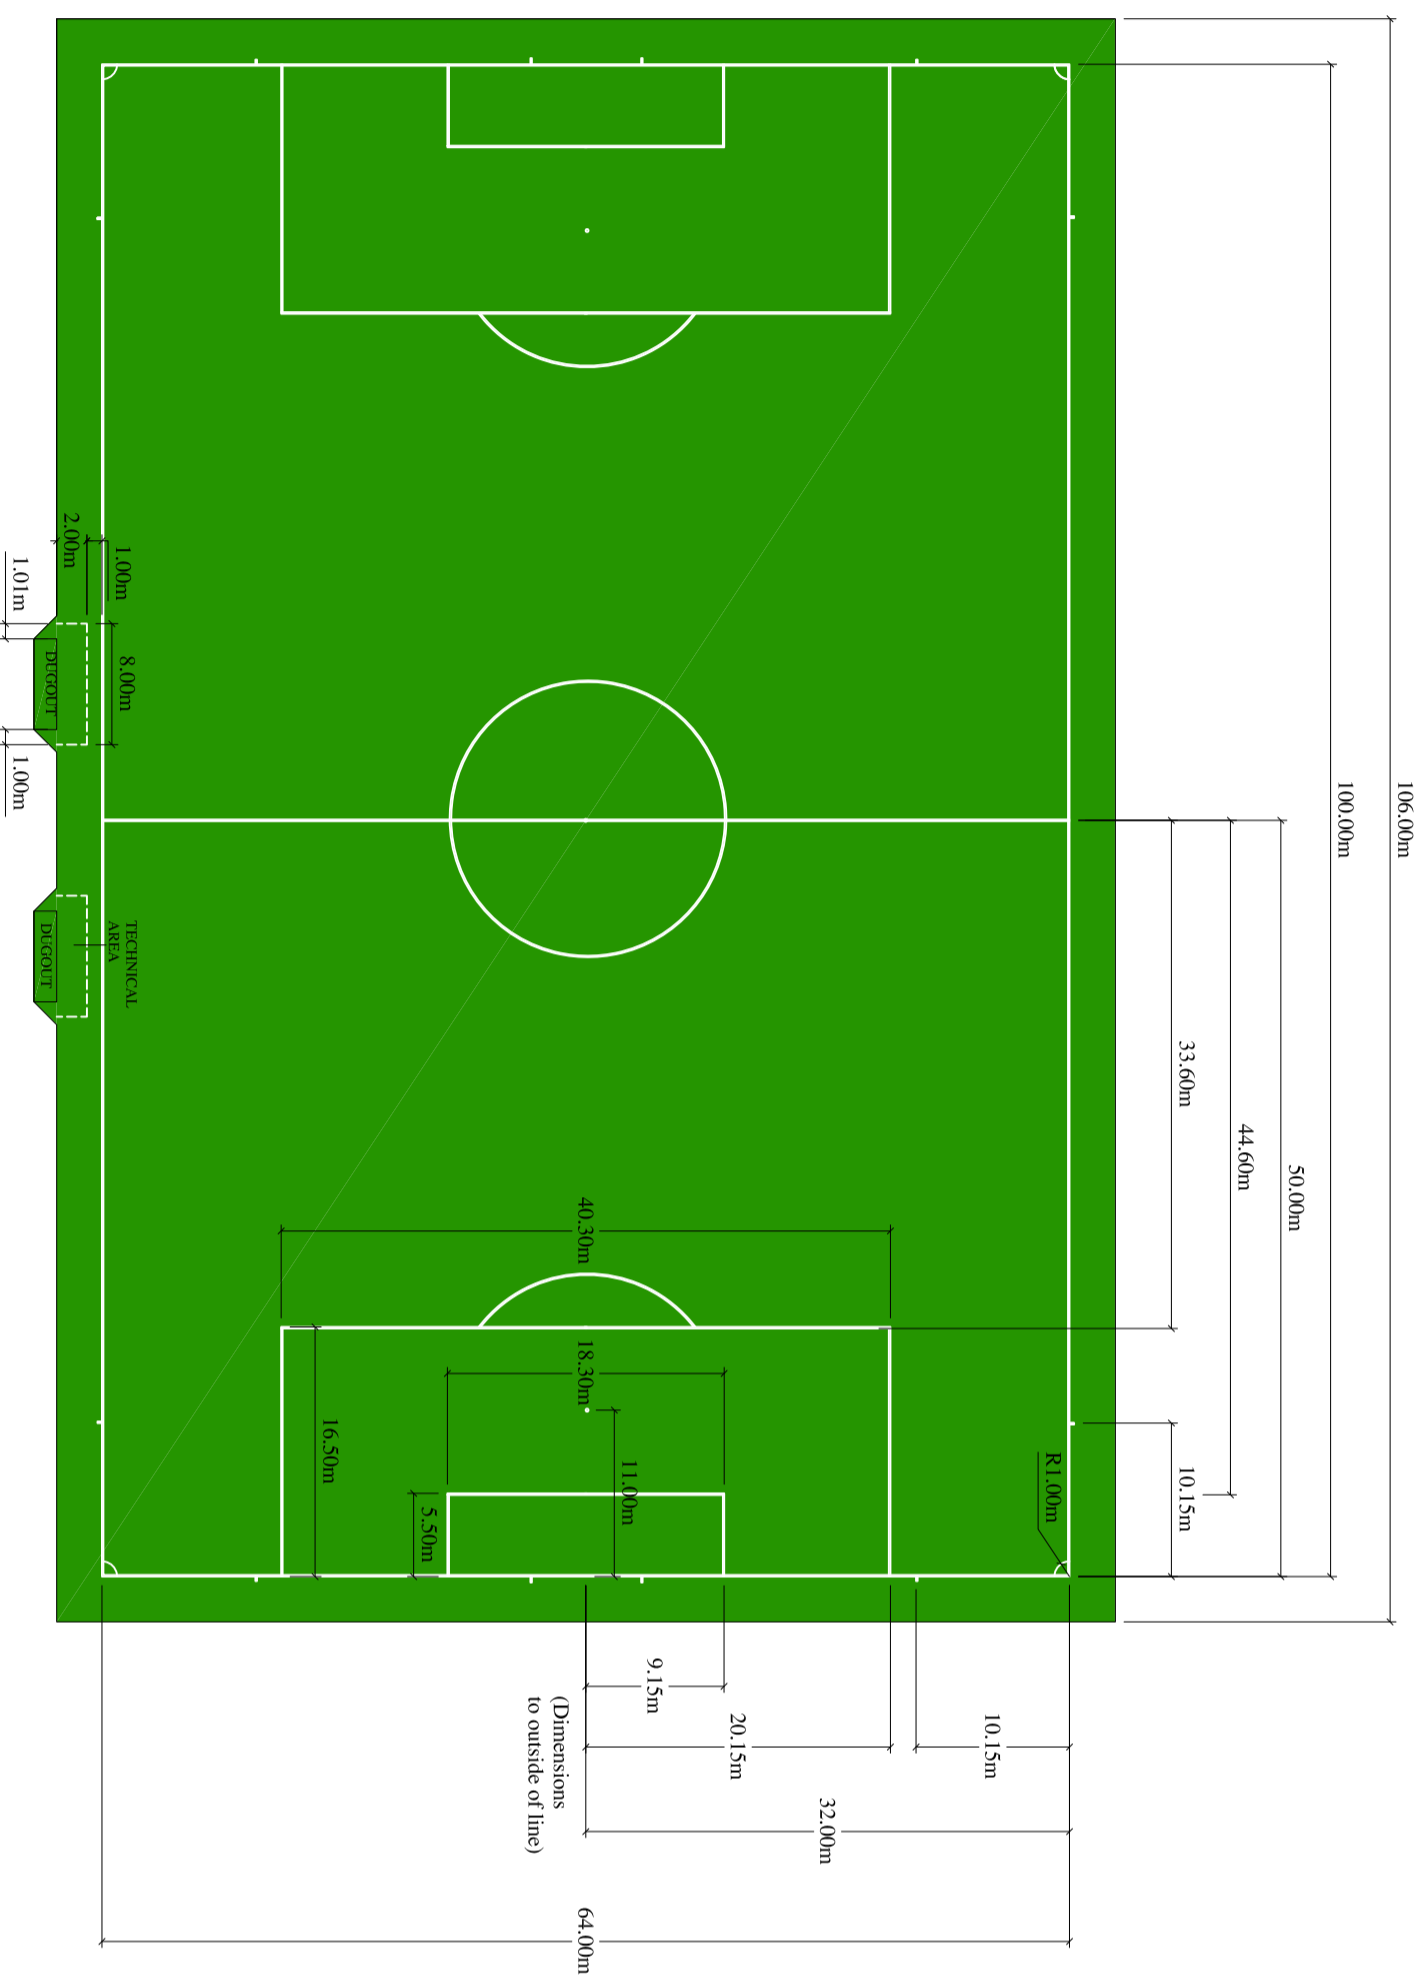 106.00m
100.00m
50.00m
44.60m
33.60m
10.15m
R1.00m
1.00m
2.00m
8.00m
1.01m
1.00m
DUGOUT
DUGOUT
TECHNICAL
AREA
40.30m
18.30m
16.50m
11.00m
5.50m
9.15m
20.15m
10.15m
32.00m
64.00m
(Dimensions
to outside of line)